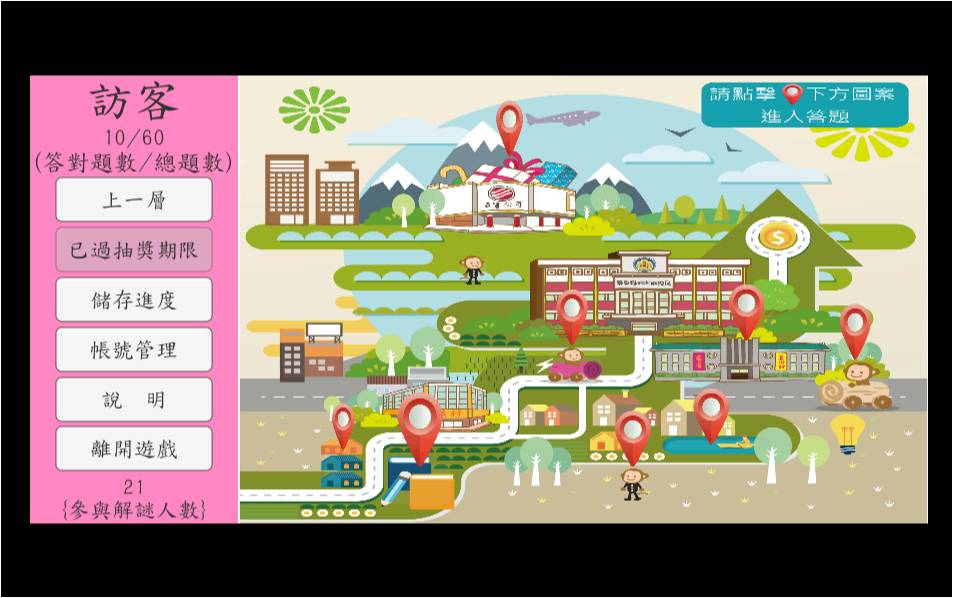 訪客
10/60
(答對題數/總題數)
上一層
已過抽獎期限
儲存進度
帳號管理
說 明
離開遊戲
21
{參與解謎人數}
請點擊 下方圖案
進入答題
$